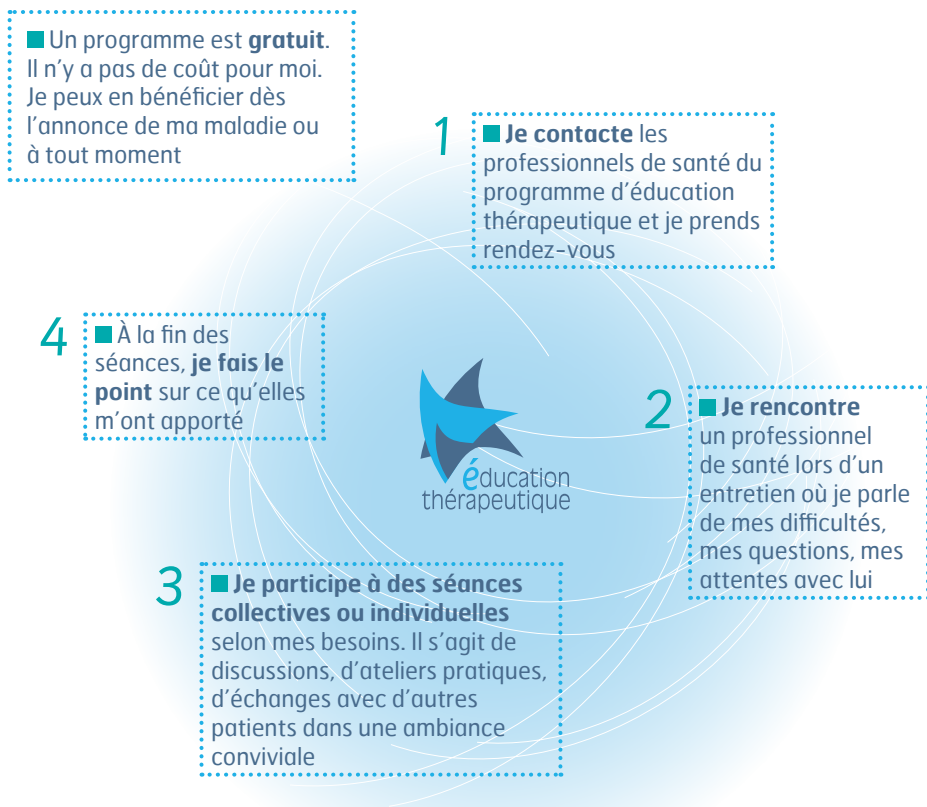 ■ Un programme est gratuit.
Il n'y a pas de coût pour moi.
Je peux en bénéficier dès
l'annonce de ma maladie ou
à tout moment
1
■ Je contacte les
professionnels de santé du
programme d'éducation
thérapeutique et je prends
rendez-vous
2
■ Je rencontre
un professionnel
de santé lors d'un
entretien où je parle
de mes difficultés,
mes questions, mes
attentes avec lui
3
■ Je participe à des séances
collectives ou individuelles
selon mes besoins. Il s'agit de
discussions, d'ateliers pratiques,
d'échanges avec d'autres
patients dans une ambiance
conviviale
4
■ À la fin des
séances, je fais le
point sur ce qu'elles
m'ont apporté
éducation
thérapeutique